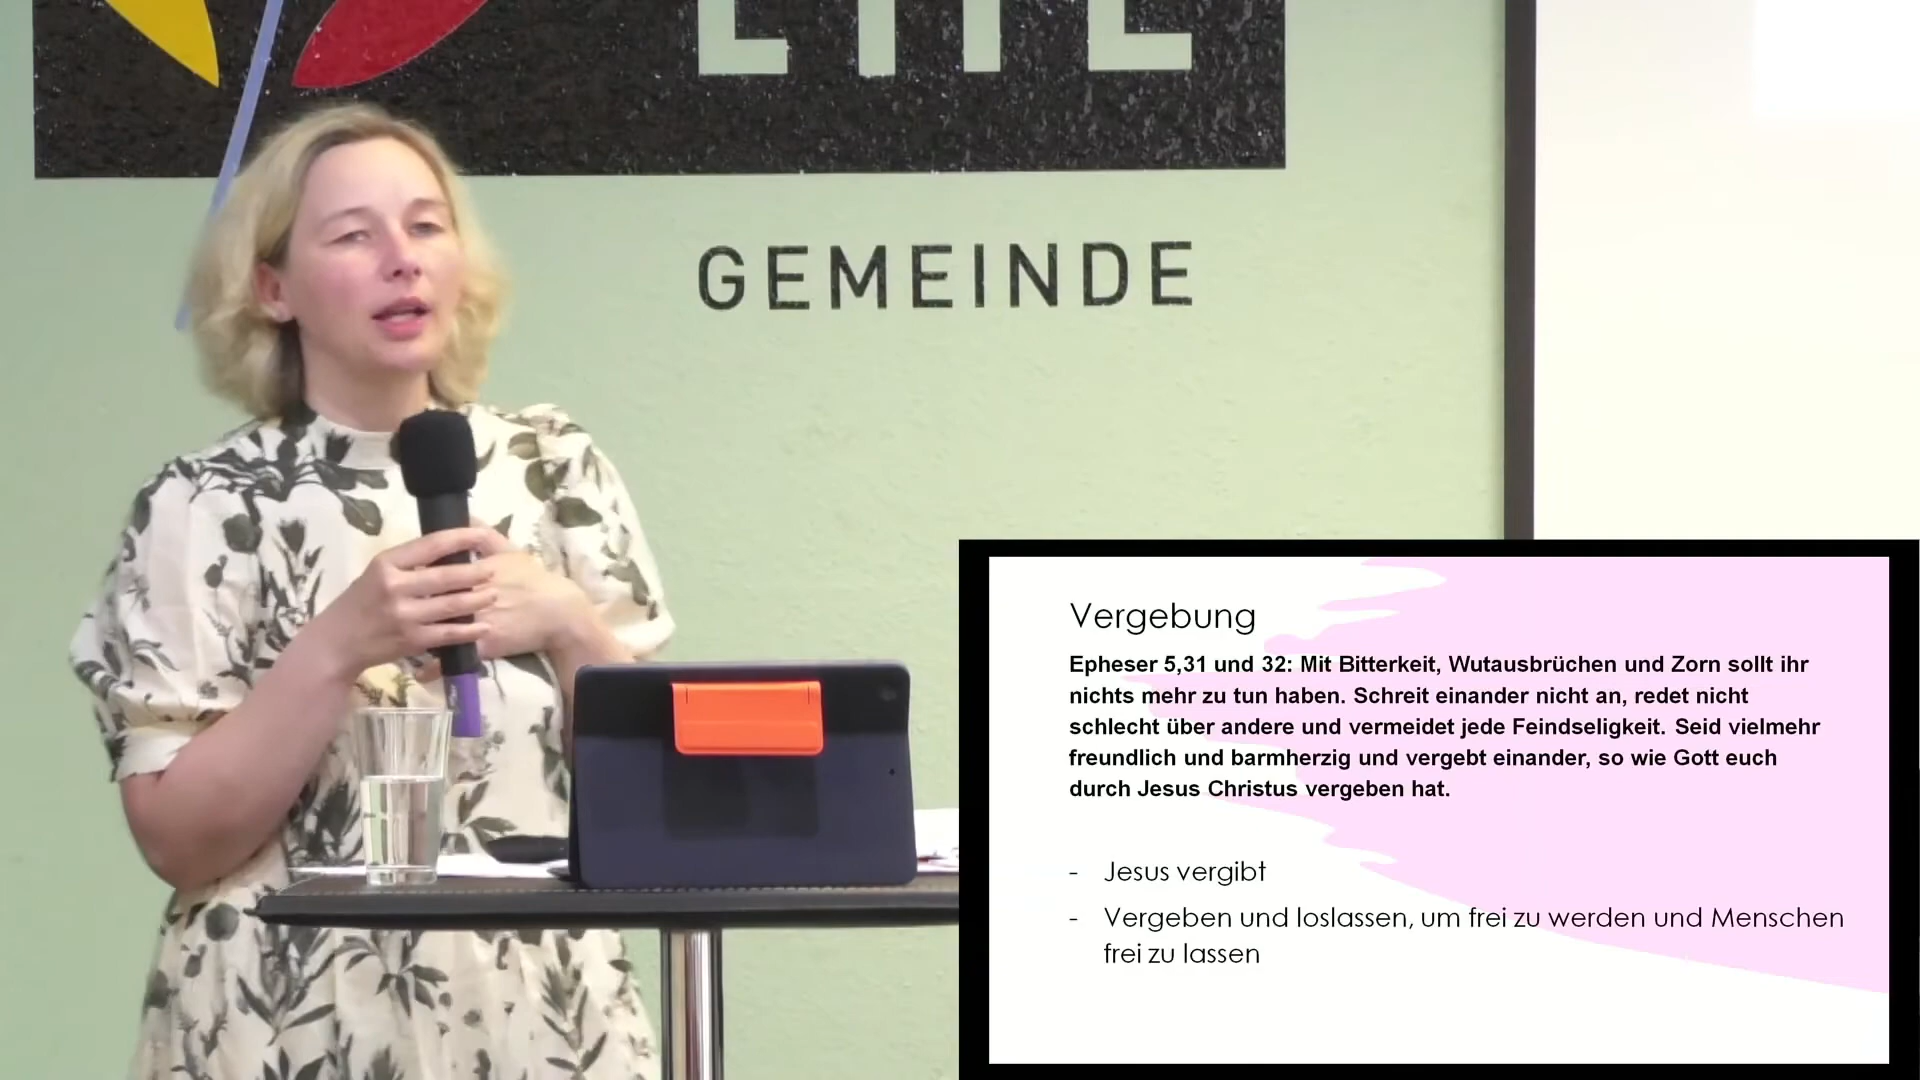 GEMEINDE
Vergebung
Epheser 5,31 und 32: Mit Bitterkeit, Wutausbrüchen und Zorn sollt ihr
nichts mehr zu tun haben. Schreit einander nicht an, redet nicht
schlecht über andere und vermeidet jede Feindseligkeit. Seid vielmehr
freundlich und barmherzig und vergebt einander, so wie Gott euch
durch Jesus Christus vergeben hat.
- Jesus vergibt
- Vergeben und loslassen, um frei zu werden und Menschen
frei zu lassen